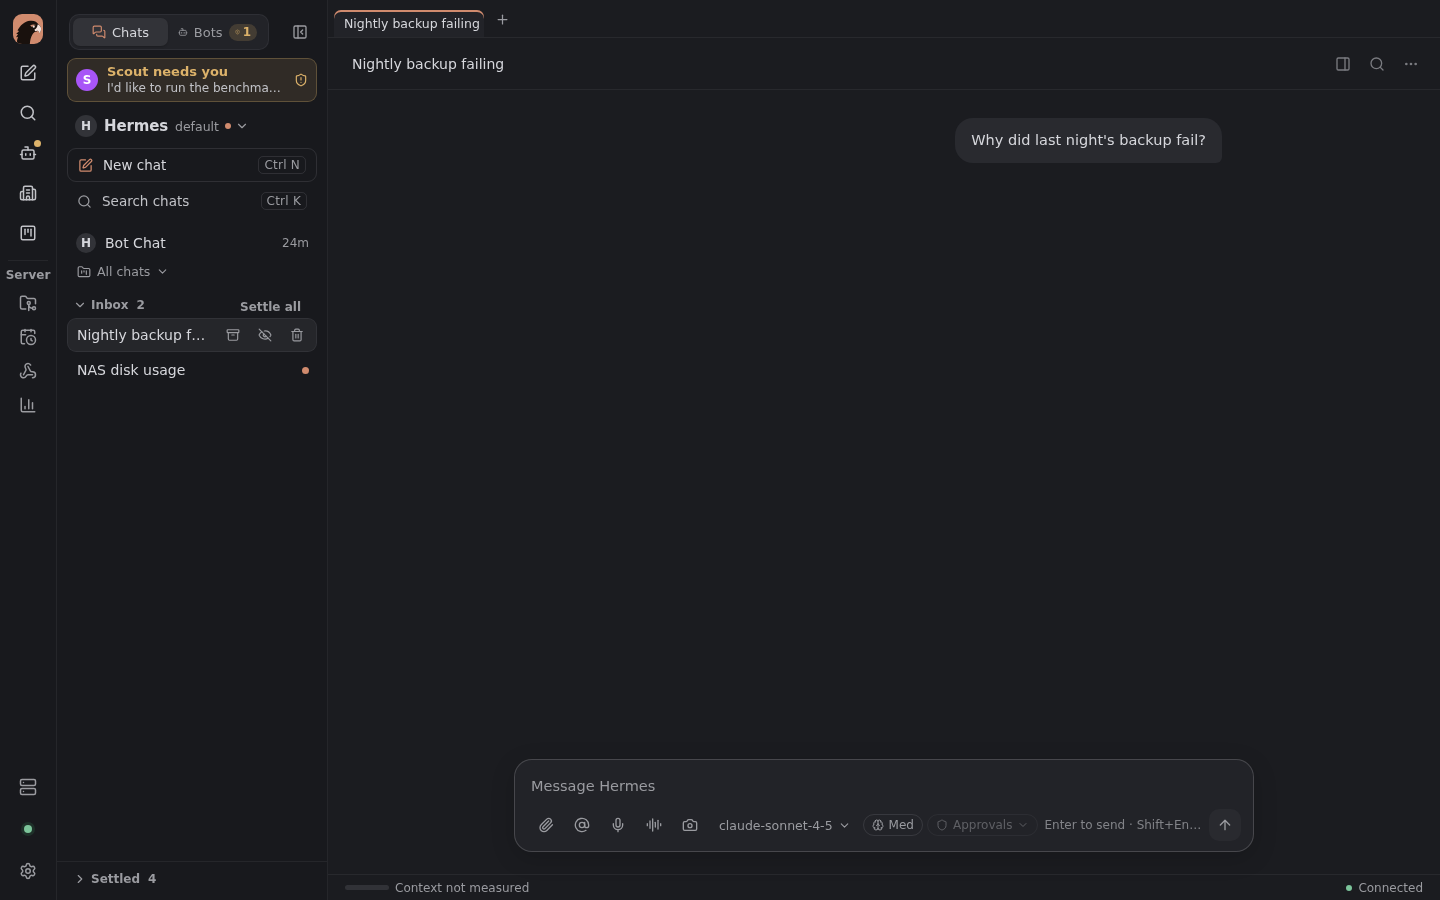 Chats
Bots
1
Nightly backup failing
S
Scout needs you
I'd like to run the benchma…
Nightly backup failing
H
Hermes default
New chat
Ctrl N
Why did last night's backup fail?
Search chats
Ctrl K
H
Bot Chat
24m
All chats
Server
Inbox 2
Settle all
Nightly backup f…
NAS disk usage
Message Hermes
claude-sonnet-4-5
Med
Approvals
Enter to send · Shift+En…
Settled 4
Context not measured
Connected